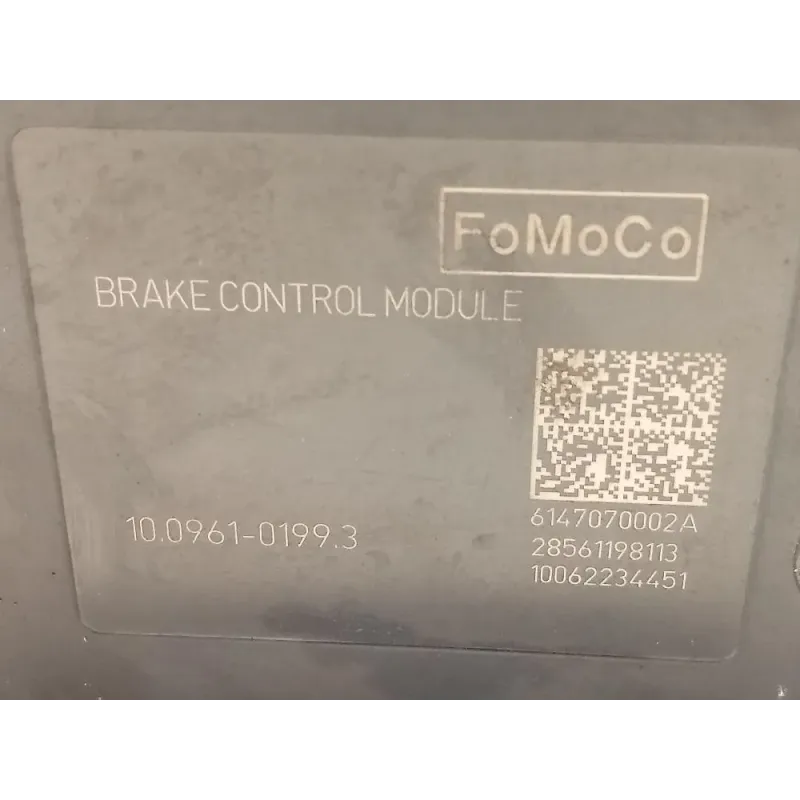 FoMoCo
BRAKE CONTROL MODULE
10.0961-0199.3
6147070002A
28561198113
10062234451